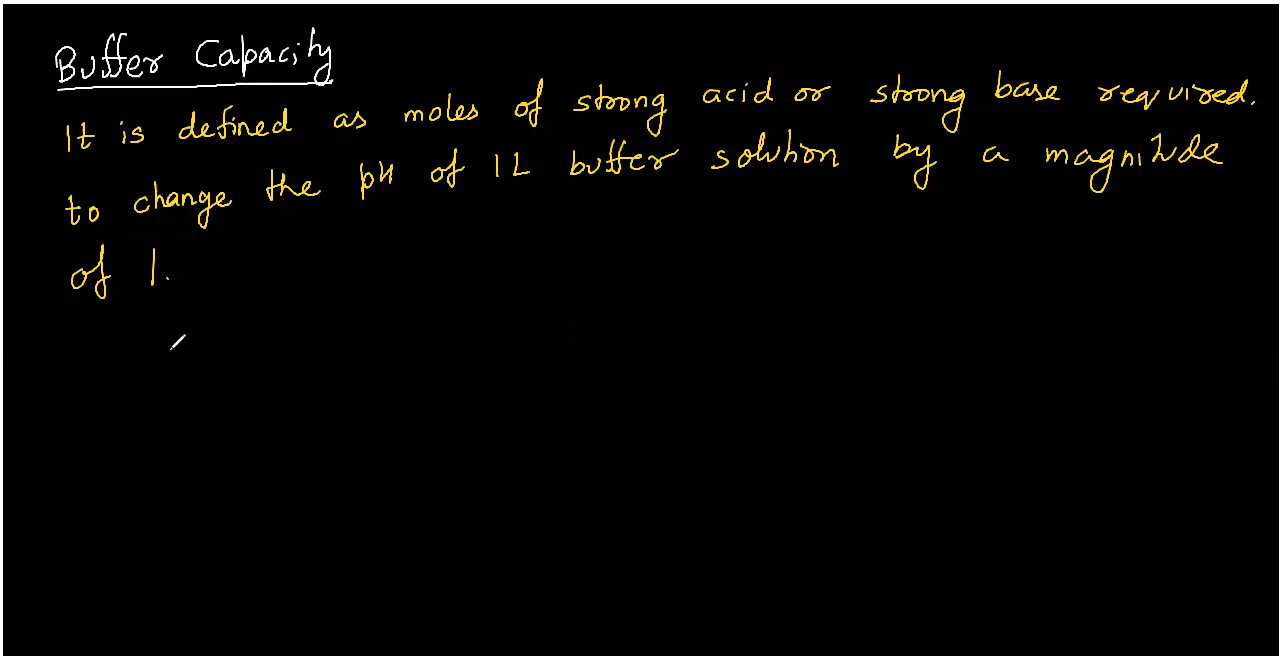 Buffer Capacity
It is defined as moles of strong acid or strong base required.
to change the pH of 1L buffer solution by a magnitude
of 1.